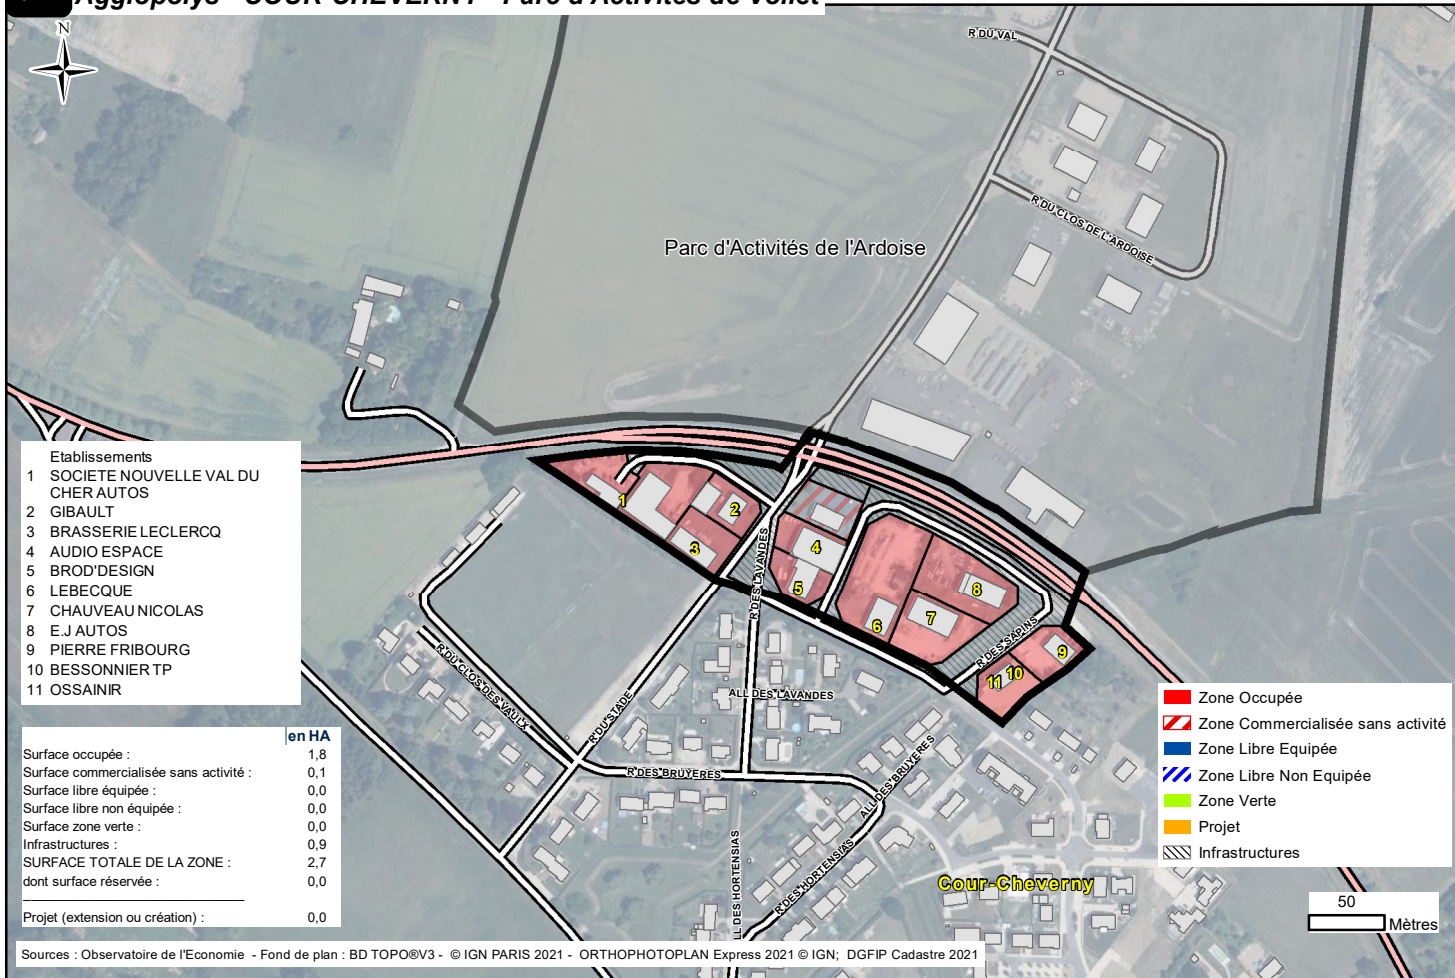 Agglopolys - COUR-CHEVERNY - Parc d'Activités de Vollet
N
R DU VAL
R DU CLOS DE L'ARDOISE
Parc d'Activités de l'Ardoise
Etablissements
1 SOCIETE NOUVELLE VAL DU
CHER AUTOS
2 GIBAULT
3 BRASSERIE LECLERCQ
4 AUDIO ESPACE
5 BROD'DESIGN
6 LEBECQUE
7 CHAUVEAU NICOLAS
8 E.J AUTOS
9 PIERRE FRIBOURG
10 BESSONNIER TP
11 OSSAINIR
1
2
3
4
5
6
7
8
9
10
11
R DES LAVANDES
R DES SAPINS
R DU CLOS DES VAULX
R DU STADE
ALL DES LAVANDES
R DES BRUYERES
ALL DES BRUYERES
R DES HORTENSIAS
LL DES HORTENSIAS
Cour-Cheverny
en HA
Surface occupée : 1,8
Surface commercialisée sans activité : 0,1
Surface libre équipée : 0,0
Surface libre non équipée : 0,0
Surface zone verte : 0,0
Infrastructures : 0,9
SURFACE TOTALE DE LA ZONE : 2,7
dont surface réservée : 0,0
Projet (extension ou création) : 0,0
Zone Occupée
Zone Commercialisée sans activité
Zone Libre Equipée
Zone Libre Non Equipée
Zone Verte
Projet
Infrastructures
50
Mètres
Sources : Observatoire de l'Economie - Fond de plan : BD TOPO®V3 - © IGN PARIS 2021 - ORTHOPHOTOPLAN Express 2021 © IGN; DGFIP Cadastre 2021